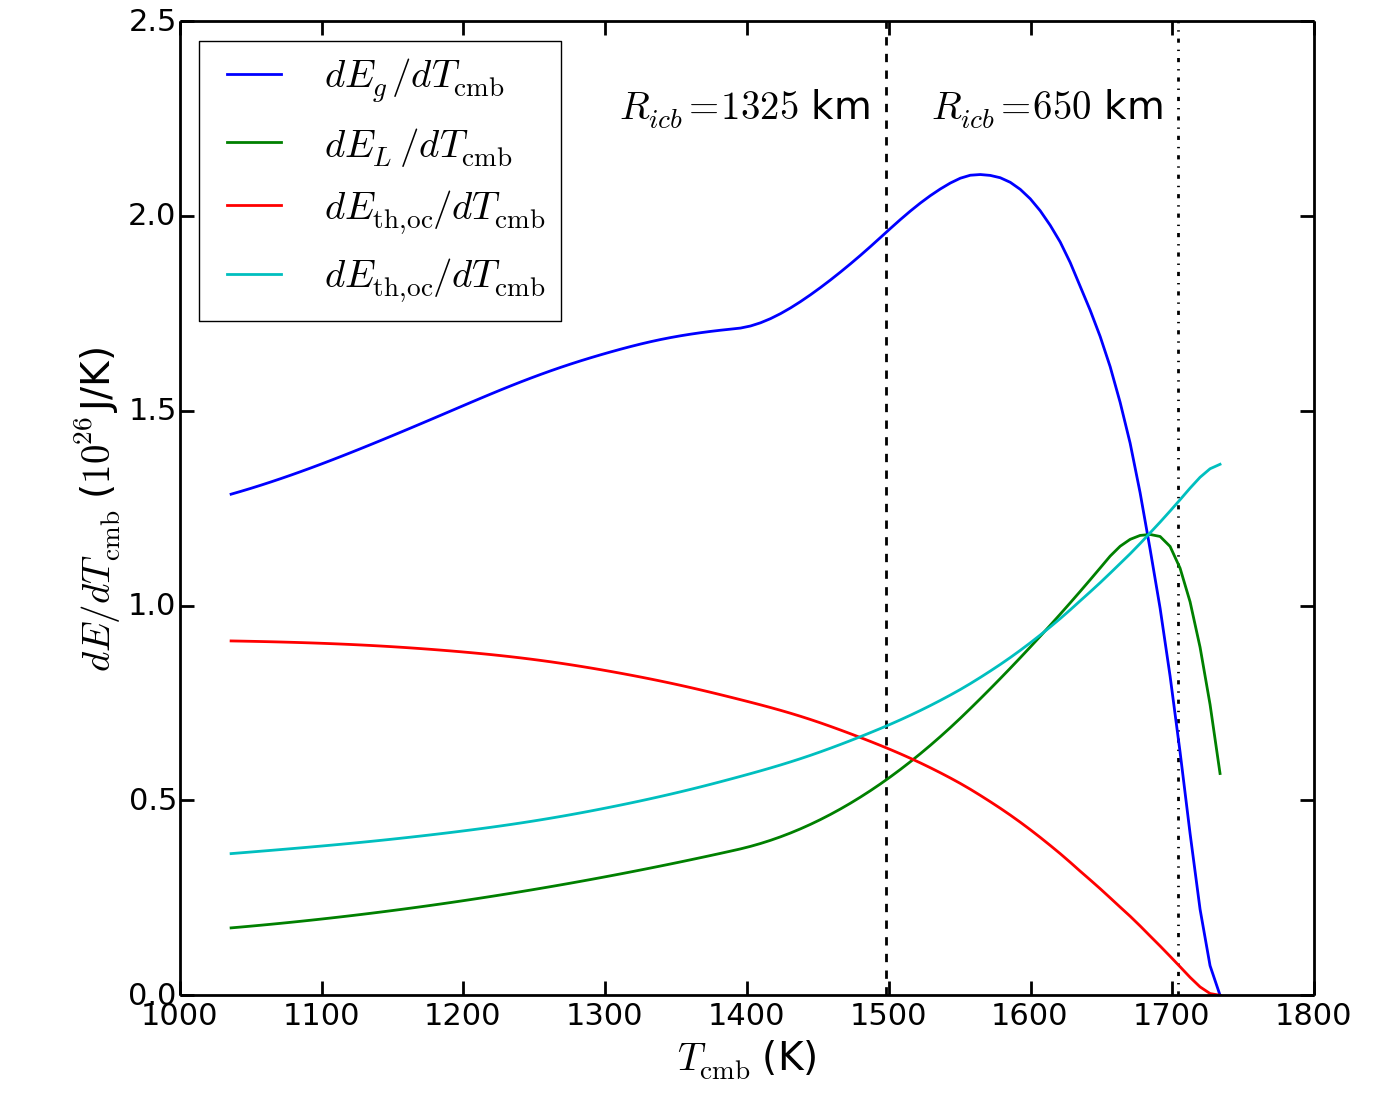 2.5
2.0
1.5
1.0
0.5
0.0
dE/dT_cmb (10^26 J/K)
dE_g/dT_cmb
dE_L/dT_cmb
dE_th,oc/dT_cmb
dE_th,oc/dT_cmb
R_icb=1325 km
R_icb=650 km
1000 1100 1200 1300 1400 1500 1600 1700 1800
T_cmb (K)